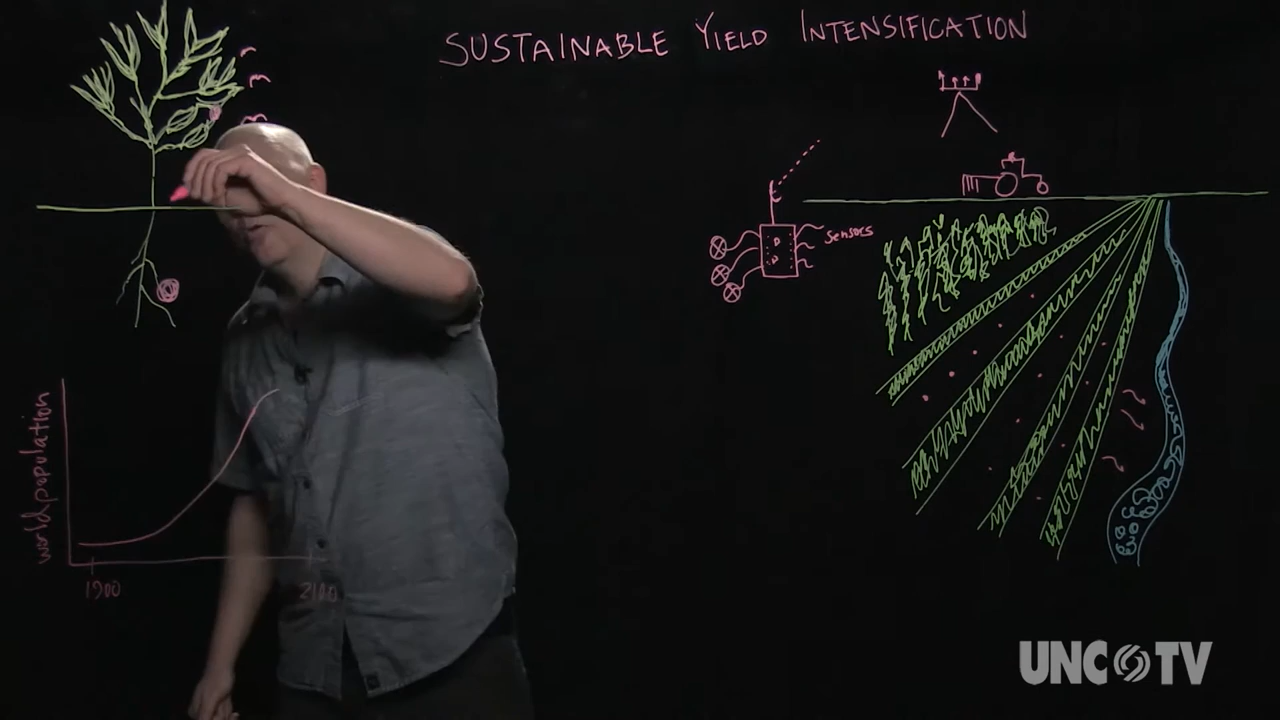 SUSTAINABLE YIELD INTENSIFICATION
sensors
world population
1900
2100
UNC TV